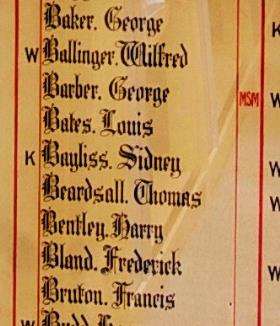 Baker. George
W Ballinger. Wilfred
Barber. George
MSM W
Bates. Louis
K Bayliss. Sidney
W
Beardsall. Thomas
W
Bentley. Harry
Bland. Frederick
W
Bruton. Francis
W Budd